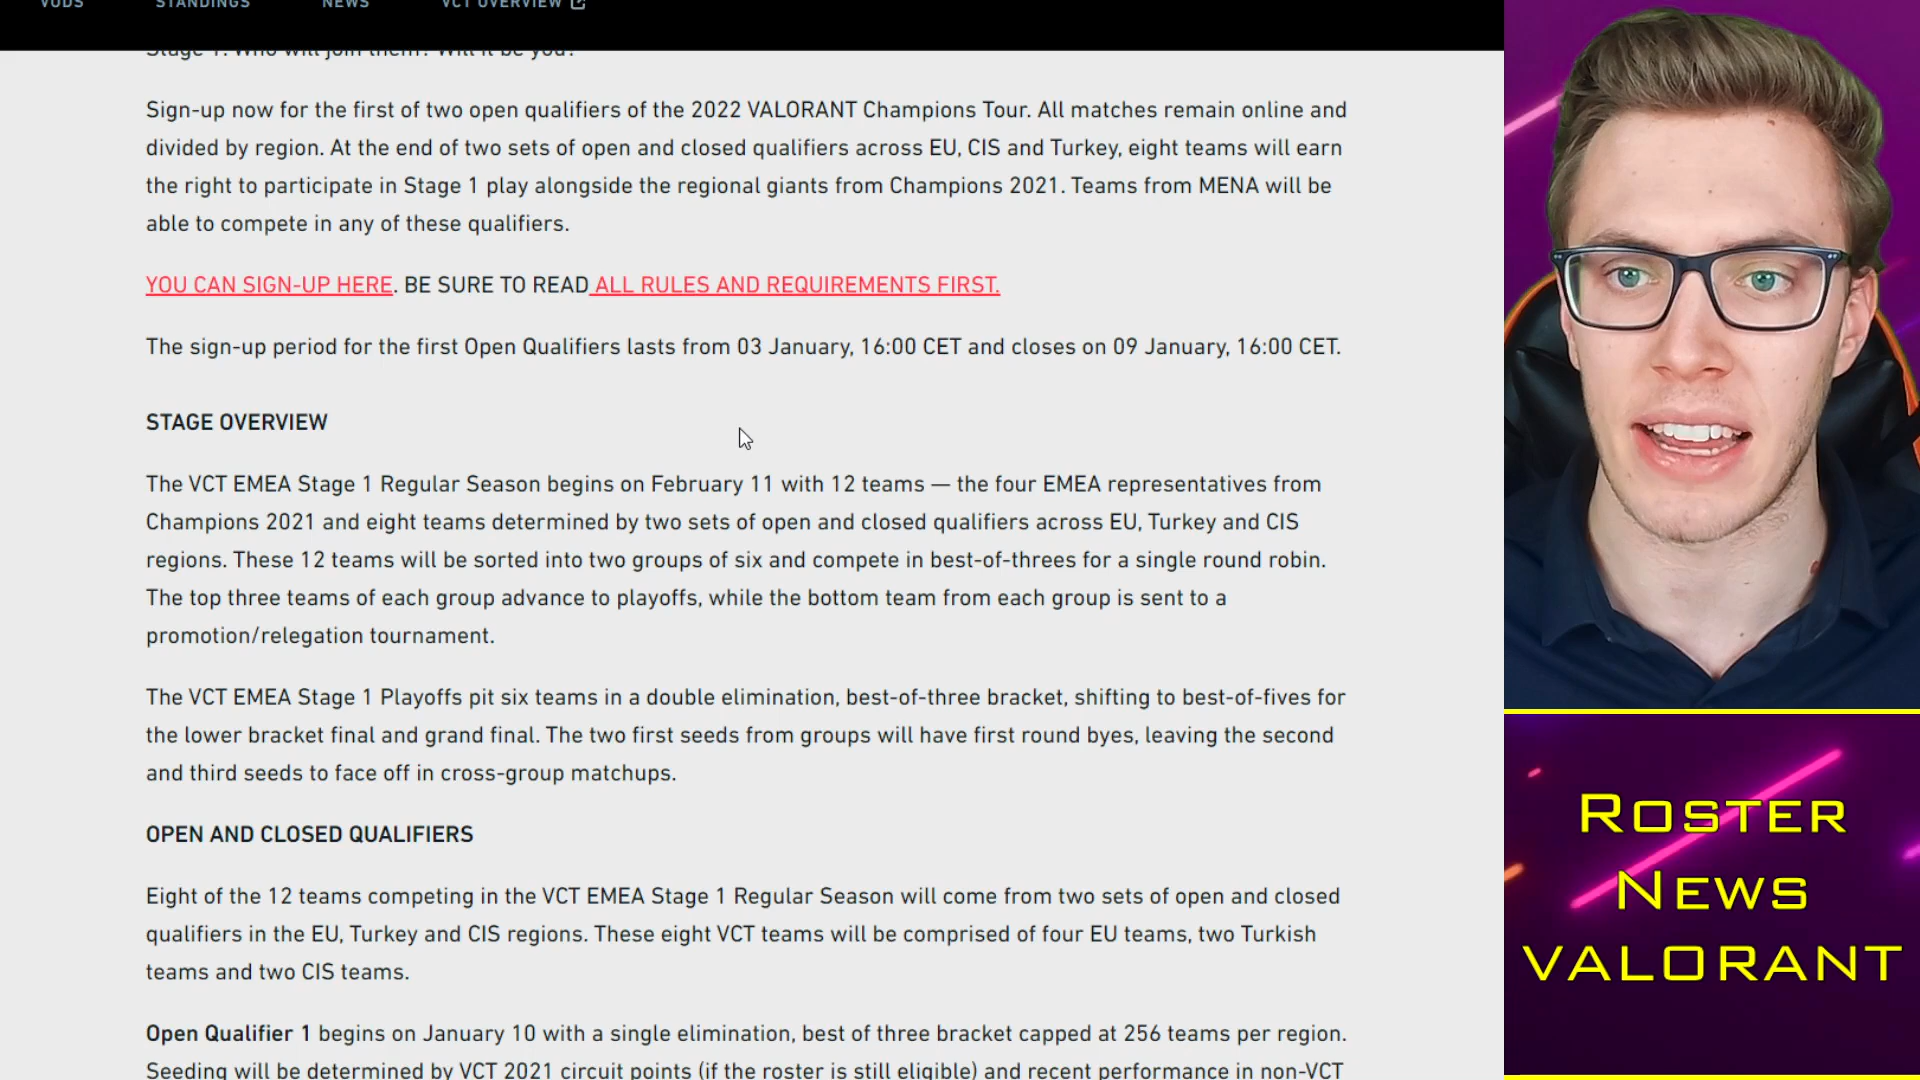 VODS STANDINGS NEWS VCT OVERVIEW
Stage 1. Who will join them? Will it be you?
Sign-up now for the first of two open qualifiers of the 2022 VALORANT Champions Tour. All matches remain online and
divided by region. At the end of two sets of open and closed qualifiers across EU, CIS and Turkey, eight teams will earn
the right to participate in Stage 1 play alongside the regional giants from Champions 2021. Teams from MENA will be
able to compete in any of these qualifiers.
YOU CAN SIGN-UP HERE. BE SURE TO READ ALL RULES AND REQUIREMENTS FIRST.
The sign-up period for the first Open Qualifiers lasts from 03 January, 16:00 CET and closes on 09 January, 16:00 CET.
STAGE OVERVIEW
The VCT EMEA Stage 1 Regular Season begins on February 11 with 12 teams — the four EMEA representatives from
Champions 2021 and eight teams determined by two sets of open and closed qualifiers across EU, Turkey and CIS
regions. These 12 teams will be sorted into two groups of six and compete in best-of-threes for a single round robin.
The top three teams of each group advance to playoffs, while the bottom team from each group is sent to a
promotion/relegation tournament.
The VCT EMEA Stage 1 Playoffs pit six teams in a double elimination, best-of-three bracket, shifting to best-of-fives for
the lower bracket final and grand final. The two first seeds from groups will have first round byes, leaving the second
and third seeds to face off in cross-group matchups.
OPEN AND CLOSED QUALIFIERS
Eight of the 12 teams competing in the VCT EMEA Stage 1 Regular Season will come from two sets of open and closed
qualifiers in the EU, Turkey and CIS regions. These eight VCT teams will be comprised of four EU teams, two Turkish
teams and two CIS teams.
Open Qualifier 1 begins on January 10 with a single elimination, best of three bracket capped at 256 teams per region.
Seeding will be determined by VCT 2021 circuit points (if the roster is still eligible) and recent performance in non-VCT
ROSTER
NEWS
VALORANT